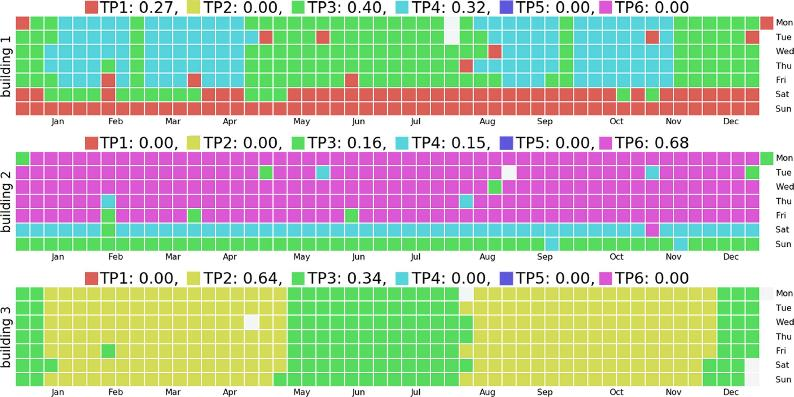 TP1: 0.27, TP2: 0.00, TP3: 0.40, TP4: 0.32, TP5: 0.00, TP6: 0.00
building 1
Mon
Tue
Wed
Thu
Fri
Sat
Sun
Jan Feb Mar Apr May Jun Jul Aug Sep Oct Nov Dec
TP1: 0.00, TP2: 0.00, TP3: 0.16, TP4: 0.15, TP5: 0.00, TP6: 0.68
building 2
Mon
Tue
Wed
Thu
Fri
Sat
Sun
Jan Feb Mar Apr May Jun Jul Aug Sep Oct Nov Dec
TP1: 0.00, TP2: 0.64, TP3: 0.34, TP4: 0.00, TP5: 0.00, TP6: 0.00
building 3
Mon
Tue
Wed
Thu
Fri
Sat
Sun
Jan Feb Mar Apr May Jun Jul Aug Sep Oct Nov Dec